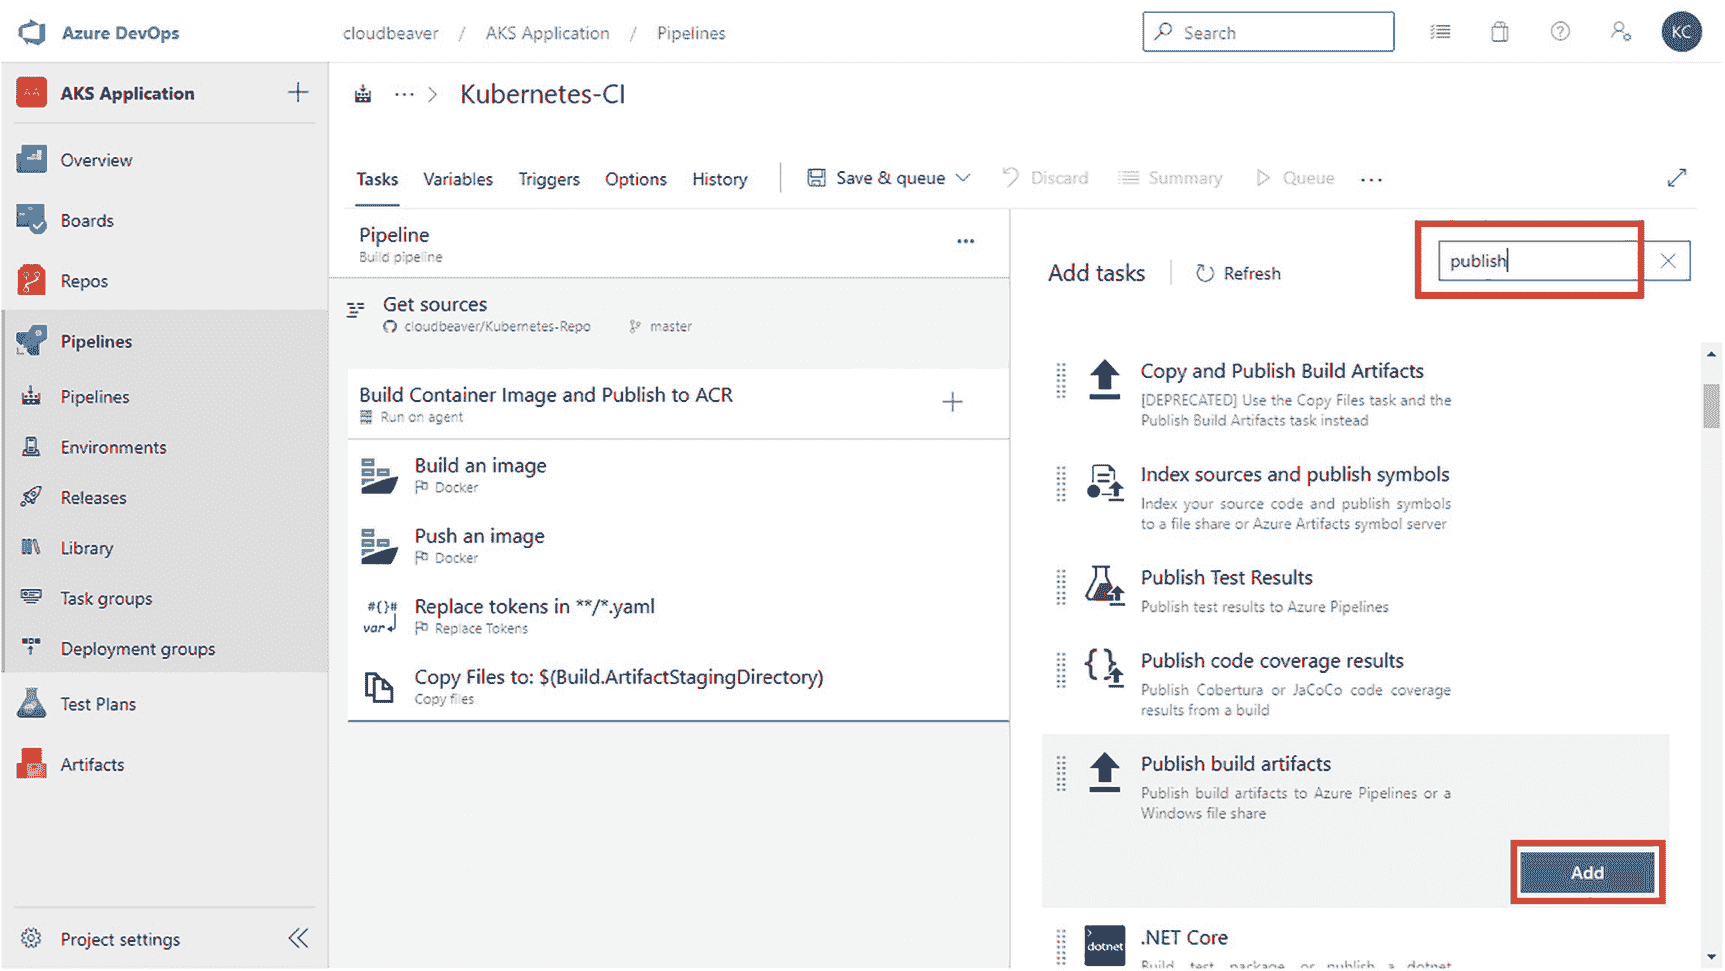 Azure DevOps
cloudbeaver / AKS Application / Pipelines
Search
KC
AKS Application
Overview
Boards
Repos
Pipelines
Pipelines
Environments
Releases
Library
Task groups
Deployment groups
Test Plans
Artifacts
Project settings
Kubernetes-CI
Tasks
Variables
Triggers
Options
History
Save & queue
Discard
Summary
Queue
Pipeline
Build pipeline
Get sources
cloudbeaver/Kubernetes-Repo
master
Build Container Image and Publish to ACR
Run on agent
Build an image
Docker
Push an image
Docker
#{}#
var
Replace tokens in **/*.yaml
Replace Tokens
Copy Files to: $(Build.ArtifactStagingDirectory)
Copy files
Add tasks
Refresh
publish
Copy and Publish Build Artifacts
[DEPRECATED] Use the Copy Files task and the
Publish Build Artifacts task instead
Index sources and publish symbols
Index your source code and publish symbols
to a file share or Azure Artifacts symbol server
Publish Test Results
Publish test results to Azure Pipelines
Publish code coverage results
Publish Cobertura or JaCoCo code coverage
results from a build
Publish build artifacts
Publish build artifacts to Azure Pipelines or a
Windows file share
Add
dotnet
.NET Core
Build, test, package, or publish a dotnet